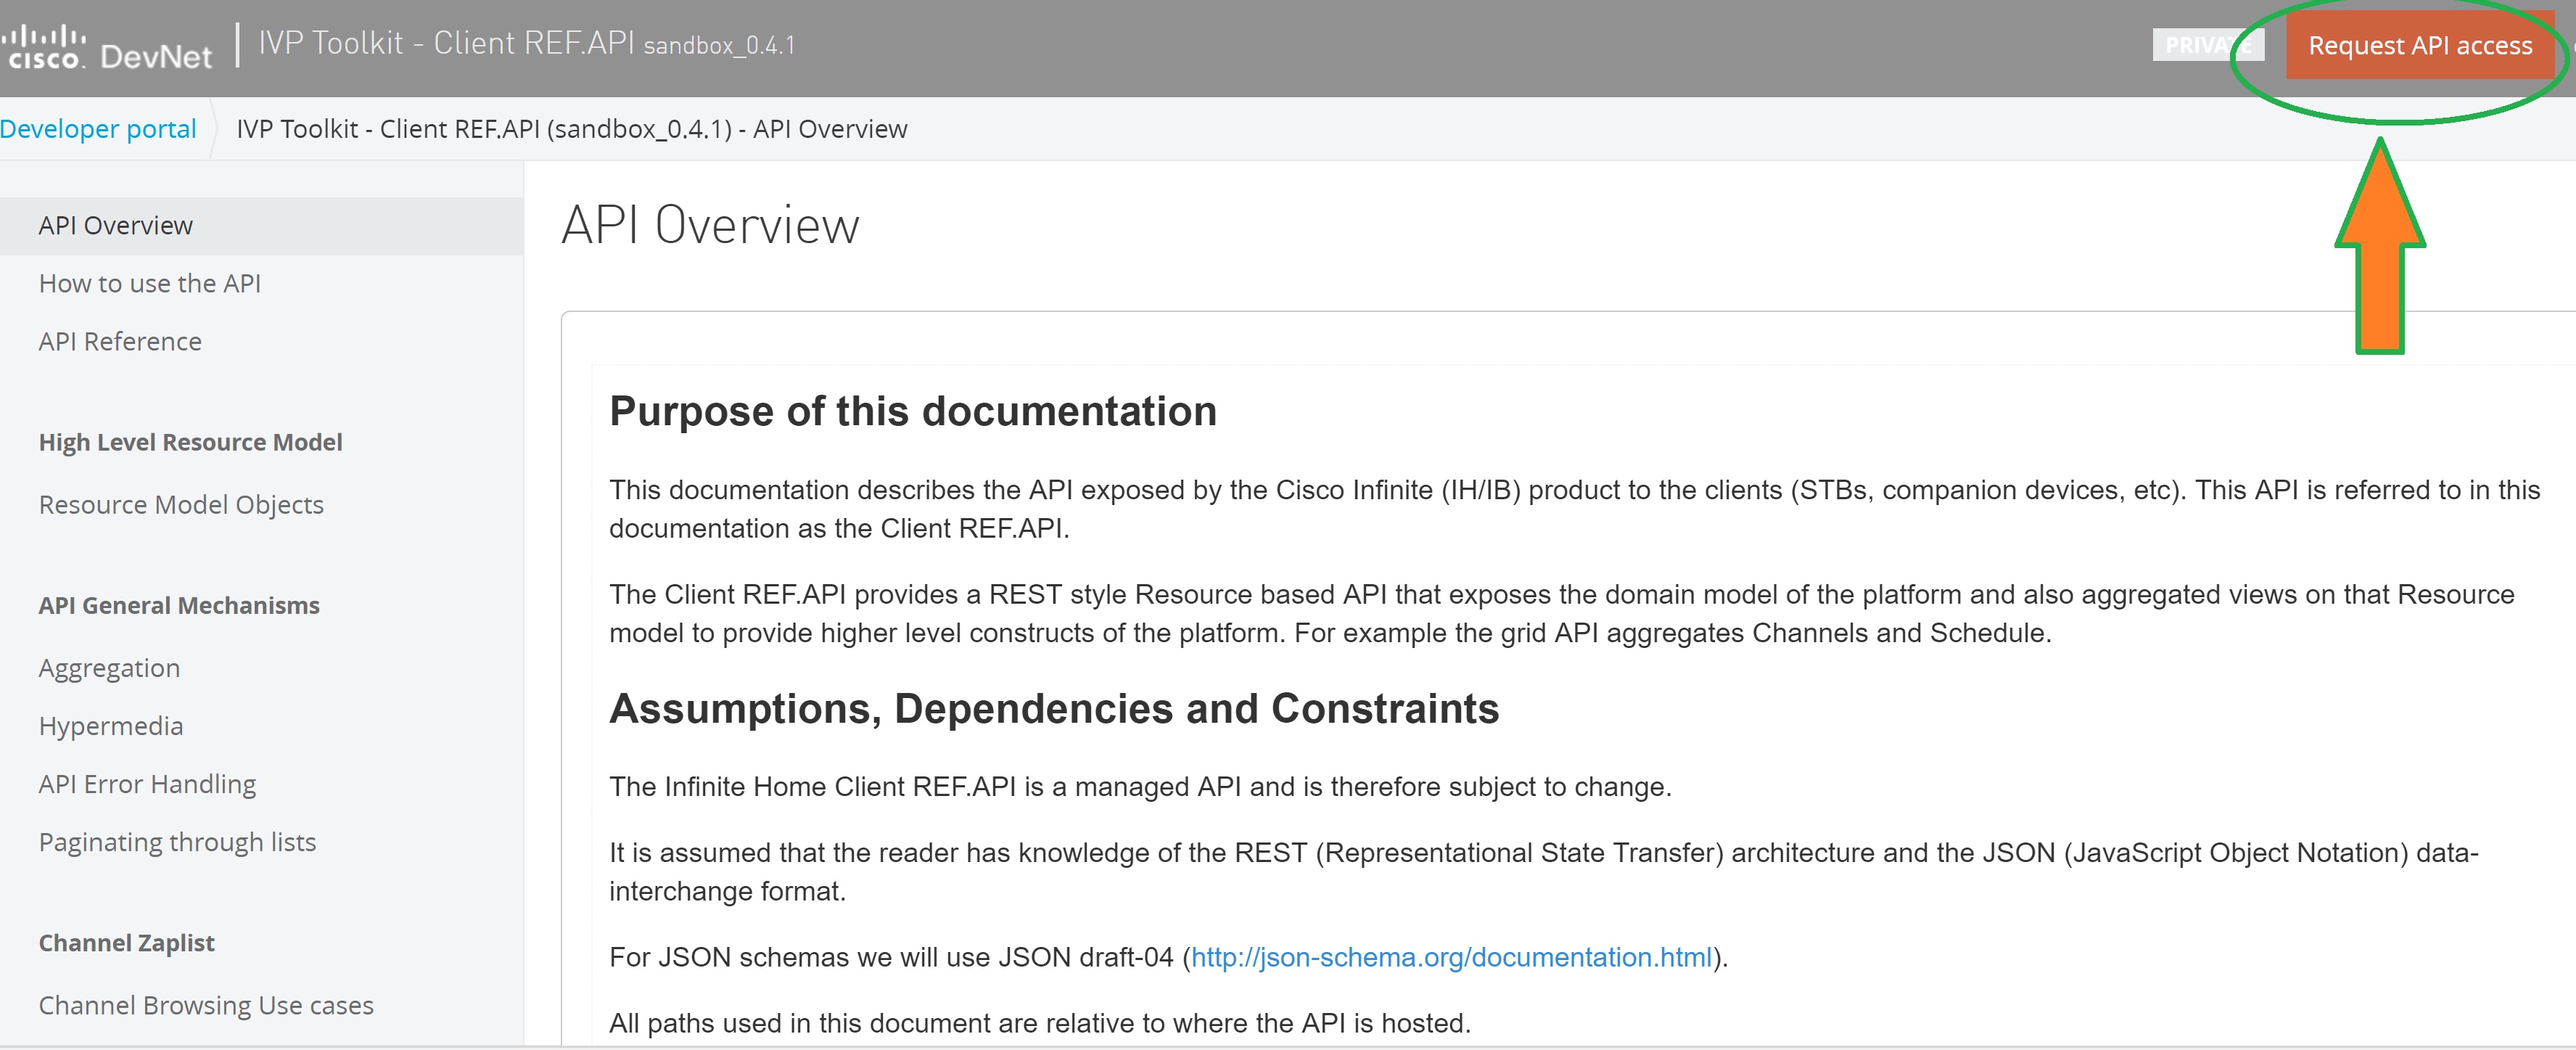 CISCO. DevNet
IVP Toolkit - Client REF.API sandbox_0.4.1
PRIVATE
Request API access
Developer portal
IVP Toolkit - Client REF.API (sandbox_0.4.1) - API Overview
API Overview
How to use the API
API Reference
High Level Resource Model
Resource Model Objects
API General Mechanisms
Aggregation
Hypermedia
API Error Handling
Paginating through lists
Channel Zaplist
Channel Browsing Use cases
API Overview
Purpose of this documentation
This documentation describes the API exposed by the Cisco Infinite (IH/IB) product to the clients (STBs, companion devices, etc). This API is referred to in this
documentation as the Client REF.API.
The Client REF.API provides a REST style Resource based API that exposes the domain model of the platform and also aggregated views on that Resource
model to provide higher level constructs of the platform. For example the grid API aggregates Channels and Schedule.
Assumptions, Dependencies and Constraints
The Infinite Home Client REF.API is a managed API and is therefore subject to change.
It is assumed that the reader has knowledge of the REST (Representational State Transfer) architecture and the JSON (JavaScript Object Notation) data-
interchange format.
For JSON schemas we will use JSON draft-04 (http://json-schema.org/documentation.html).
All paths used in this document are relative to where the API is hosted.